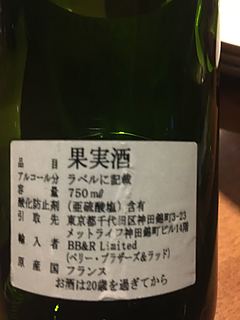 品目 果実酒
アルコール分 ラベルに記載
容量 750mℓ
酸化防止剤 (亜硫酸塩)含有
引取先 東京都千代田区神田錦町3-23
メットライフ神田錦町ビル14階
輸入者 BB&R Limited
(ベリー・ブラザーズ&ラッド)
原産国 フランス
お酒は20歳を過ぎてから